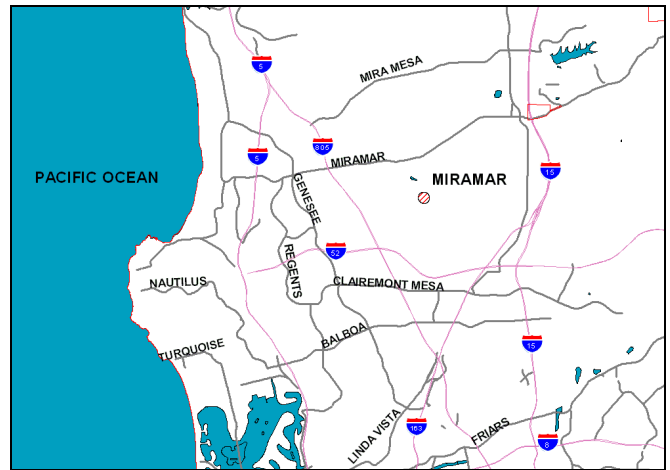 5
MIRA MESA
805
5
MIRAMAR
15
PACIFIC OCEAN
GENESEE
MIRAMAR
REGENTS
52
NAUTILUS
CLAIREMONT MESA
BALBOA
TURQUOISE
15
LINDA VISTA
163
FRIARS
8